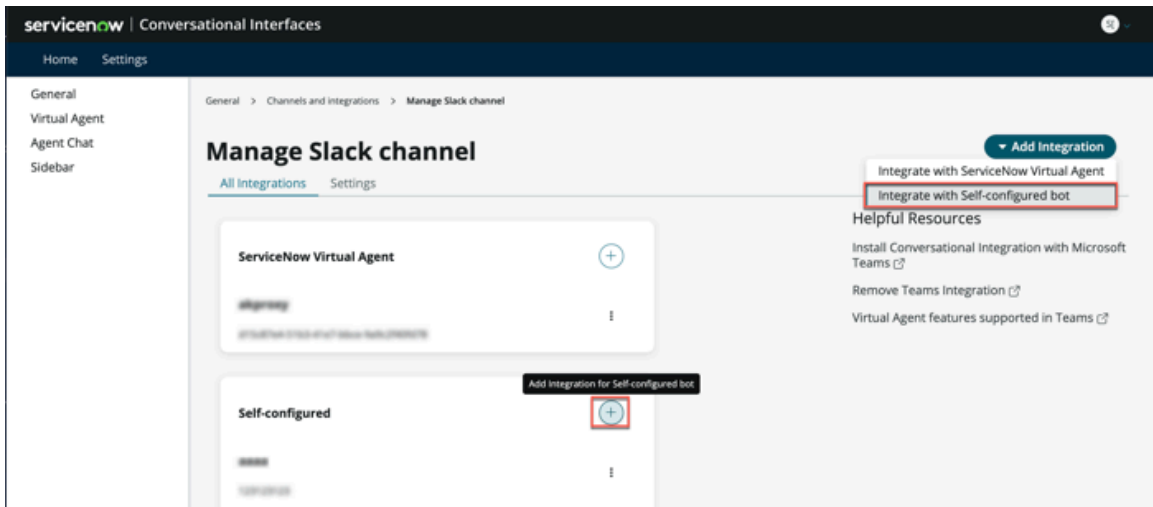 servicenow | Conversational Interfaces
Home Settings
General
Virtual Agent
Agent Chat
Sidebar
General > Channels and integrations > Manage Slack channel
Manage Slack channel
Add Integration
Integrate with ServiceNow Virtual Agent
Integrate with Self-configured bot
All Integrations Settings
Helpful Resources
Install Conversational Integration with Microsoft
Teams
Remove Teams Integration
Virtual Agent features supported in Teams
ServiceNow Virtual Agent
Add Integration for Self-configured bot
Self-configured